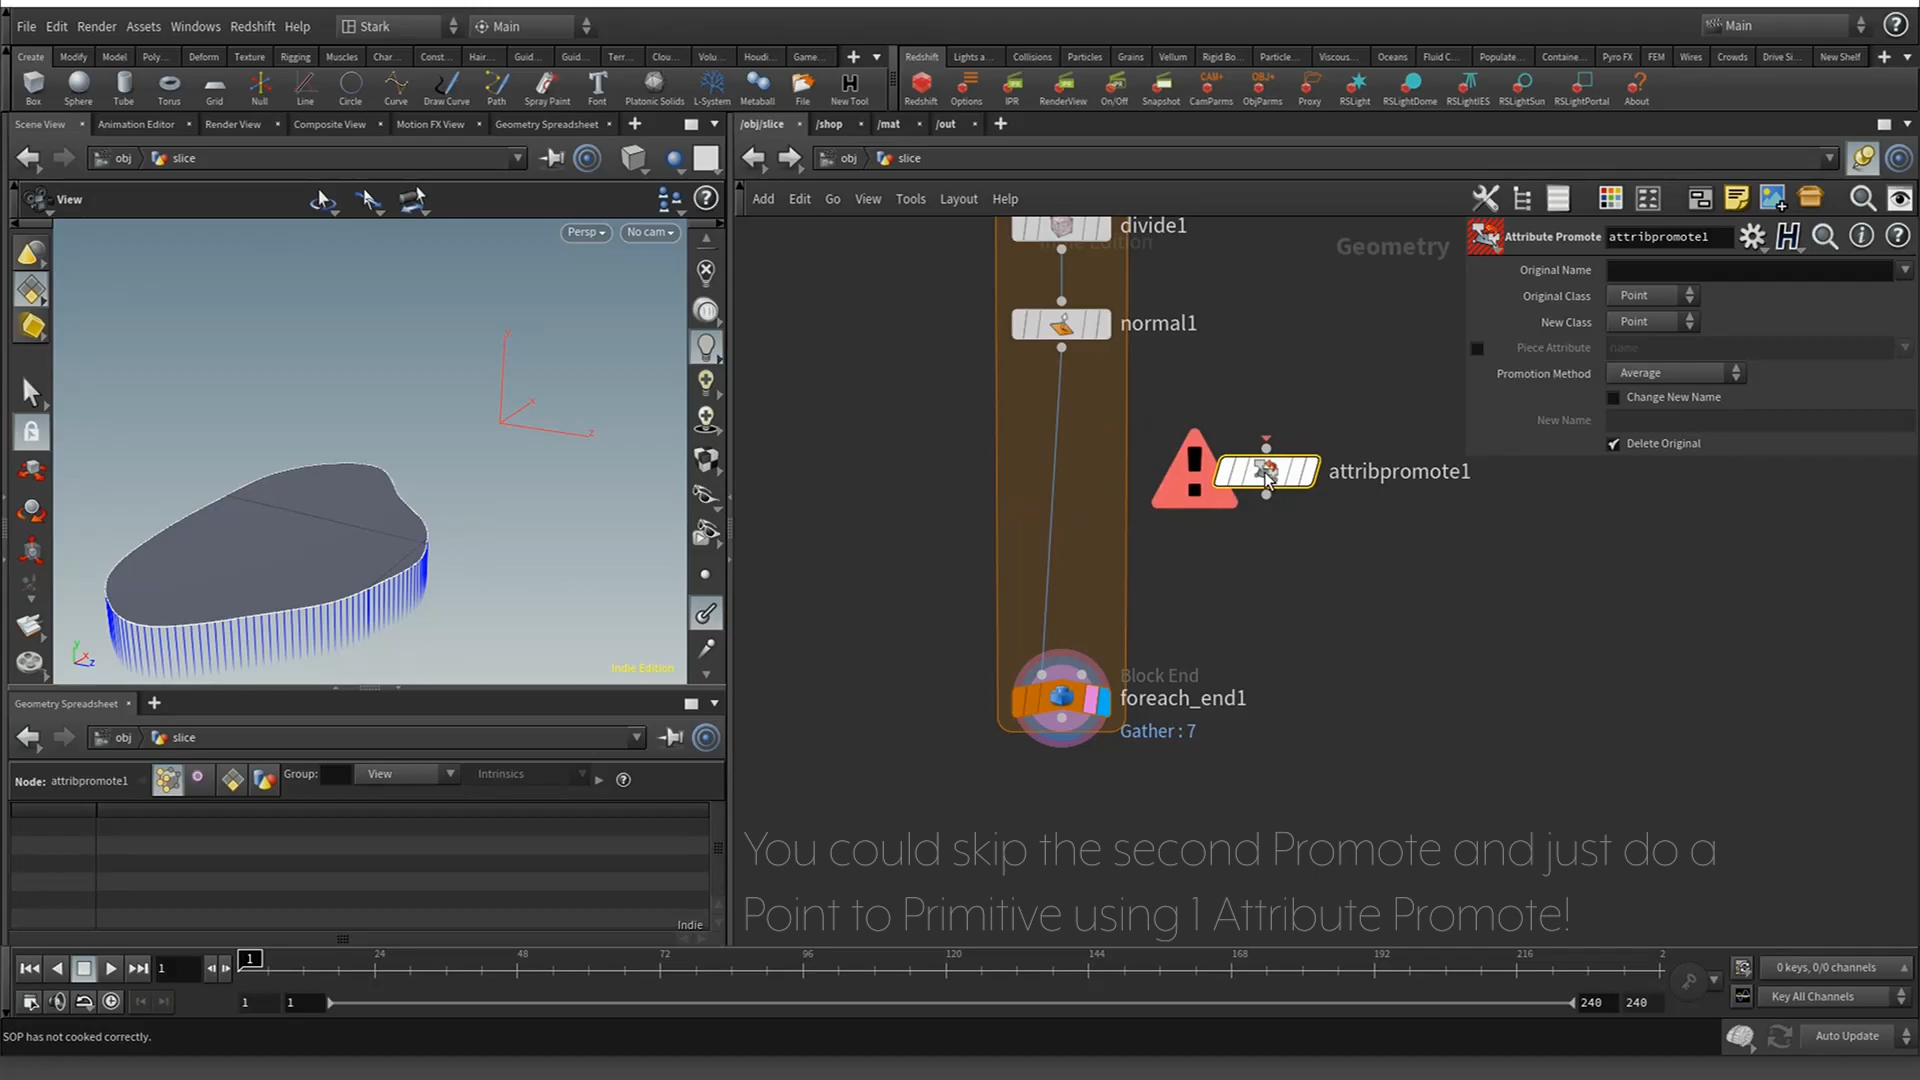 File Edit Render Assets Windows Redshift Help Stark Main Main
Create Modify Model Poly... Deform Texture Rigging Muscles Char... Const... Hair... Guid... Guid... Terr... Clou... Volu... Houdi... Game... Redshift Lights a... Collisions Particles Grains Vellum Rigid Bo... Particle... Viscous... Oceans Fluid C... Populate... Containe... Pyro FX FEM Wires Crowds Drive Si... New Shelf
Box Sphere Tube Torus Grid Null Line Circle Curve Draw Curve Path Spray Paint Font Platonic Solids L-System Metaball File New Tool Redshift Options IPR RenderView On/Off Snapshot CamParms ObjParms Proxy RSLight RSLightDome RSLightIES RSLightSun RSLightPortal About
Scene View Animation Editor Render View Composite View Motion FX View Geometry Spreadsheet /obj/slice /shop /mat /out
obj slice obj slice
View Add Edit Go View Tools Layout Help
Persp No cam
divide1
Indie Edition
Geometry
Attribute Promote attribpromote1
Original Name
Original Class Point
New Class Point
normal1
Piece Attribute name
Promotion Method Average
Change New Name
New Name
Delete Original
attribpromote1
y
x
z
y
x
z
Indie Edition
Block End
foreach_end1
Gather : 7
Geometry Spreadsheet
obj slice
Node: attribpromote1 Group: View Intrinsics
Indie
You could skip the second Promote and just do a
Point to Primitive using 1 Attribute Promote!
1 1 24 48 72 96 120 144 168 192 216 2
0 keys, 0/0 channels
1 1 240 240 Key All Channels
SOP has not cooked correctly. Auto Update